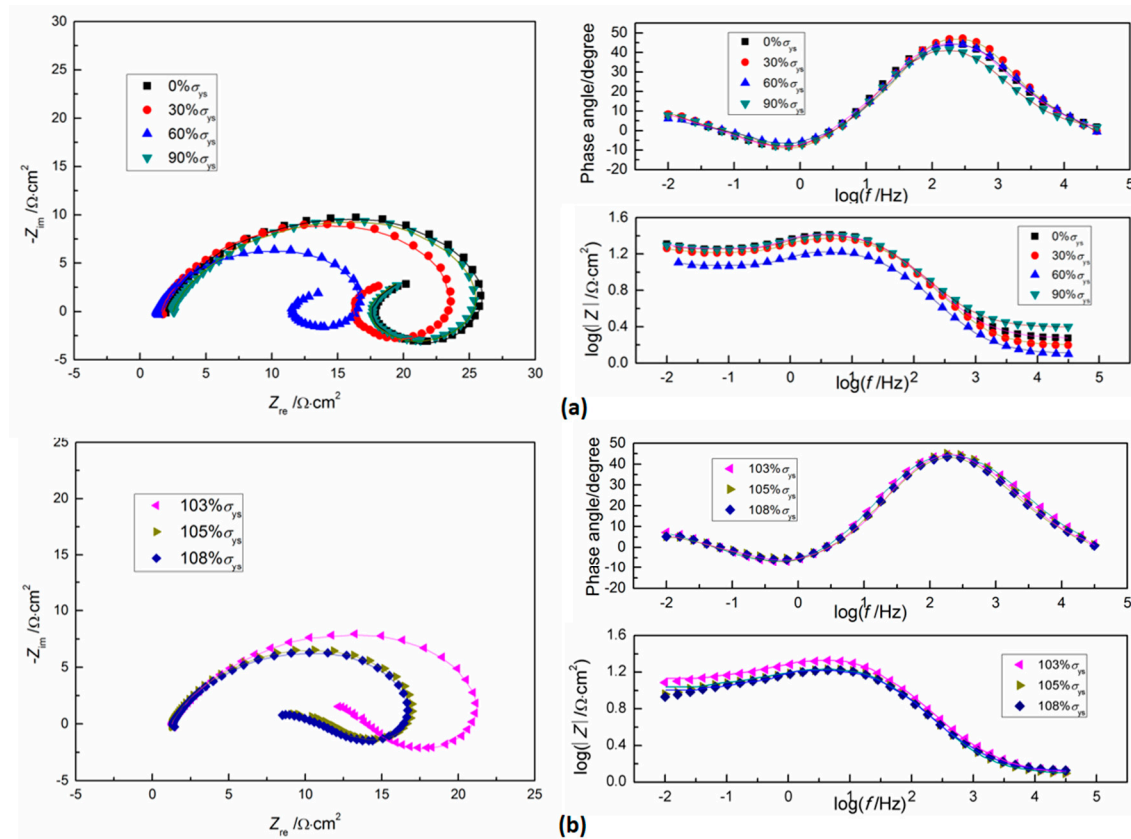 30
25
20
15
10
5
0
-5
-Z_im /Ω·cm²
0%σ_ys
30%σ_ys
60%σ_ys
90%σ_ys
-10 -5 0 5 10 15 20 25 30
Z_re /Ω·cm²
50
40
30
20
10
0
-10
-20
Phase angle/degree
0%σ_ys
30%σ_ys
60%σ_ys
90%σ_ys
-2 -1 0 1 2 3 4 5
log(f/Hz)
1.6
1.2
0.8
0.4
0.0
log(|Z|/Ω·cm²)
0%σ_ys
30%σ_ys
60%σ_ys
90%σ_ys
-2 -1 0 1 2 3 4 5
log(f/Hz)
(a)
25
20
15
10
5
0
-5
-Z_im /Ω·cm²
103%σ_ys
105%σ_ys
108%σ_ys
-5 0 5 10 15 20 25
Z_re /Ω·cm²
50
40
30
20
10
0
-10
-20
Phase angle/degree
103%σ_ys
105%σ_ys
108%σ_ys
-2 -1 0 1 2 3 4 5
log(f/Hz)
1.6
1.2
0.8
0.4
0.0
log(|Z|/Ω·cm²)
103%σ_ys
105%σ_ys
108%σ_ys
-2 -1 0 1 2 3 4 5
log(f/Hz)
(b)